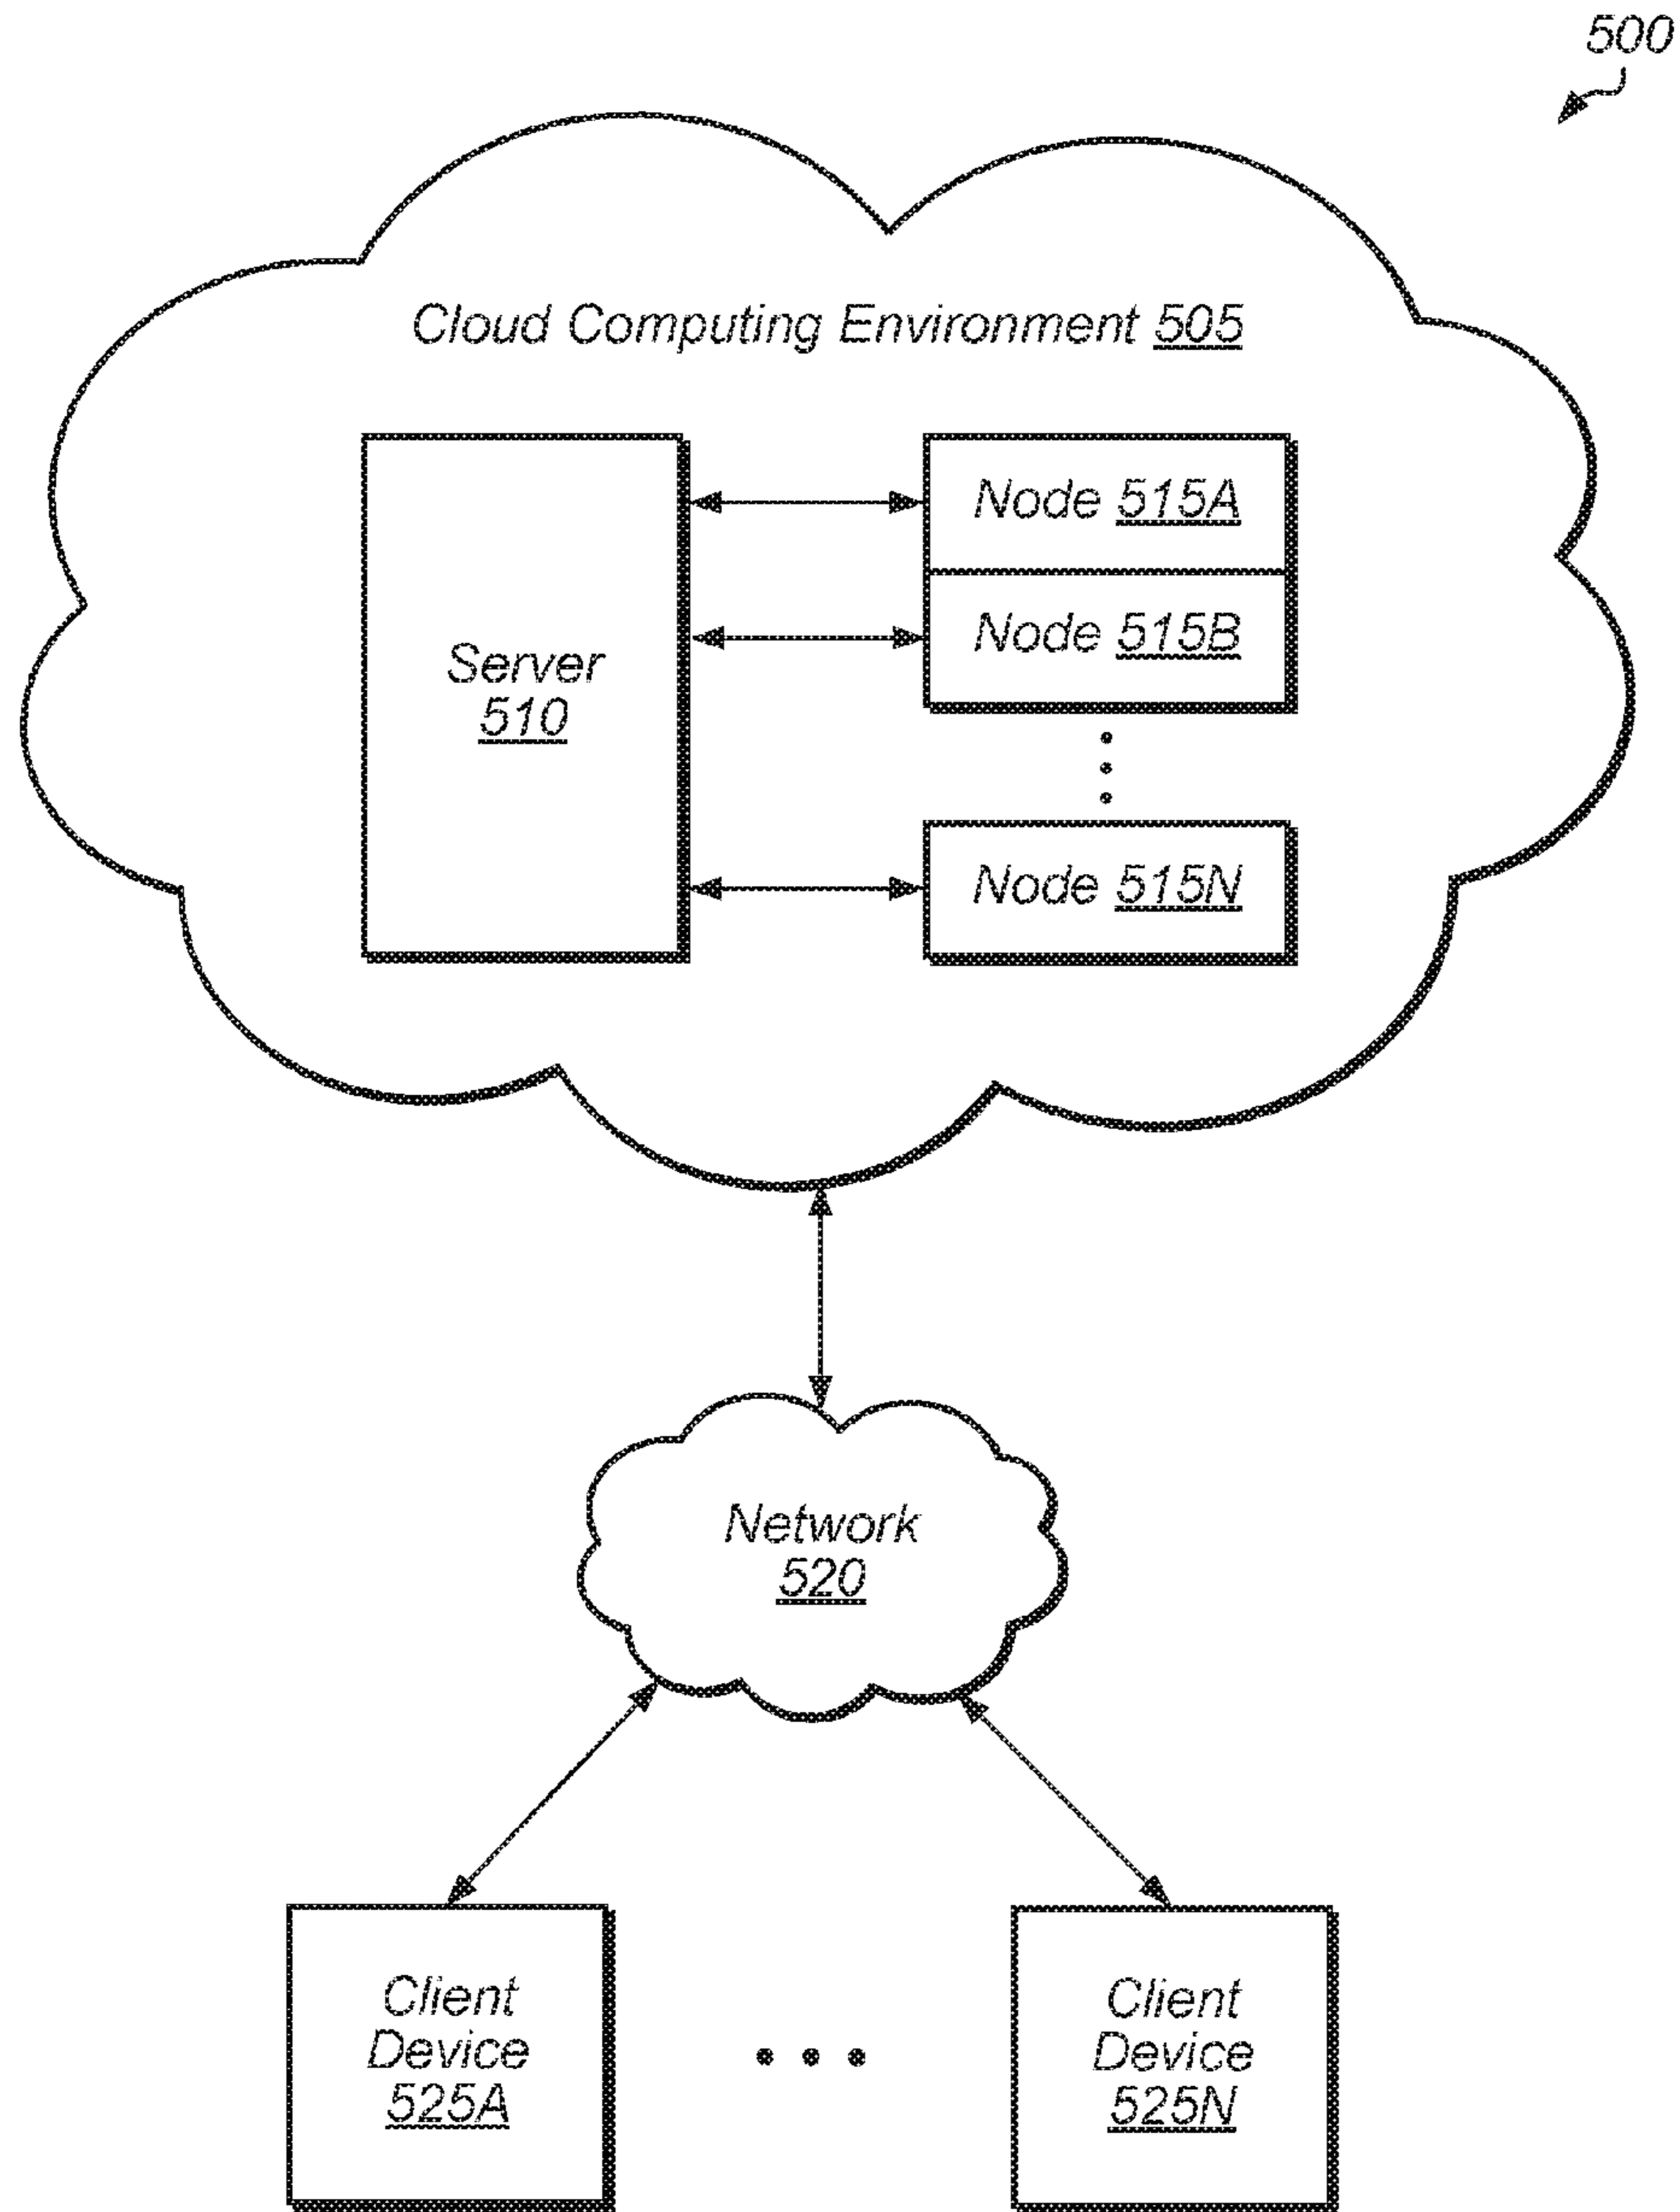 500
Cloud Computing Environment 505
Server
510
Node 515A
Node 515B
Node 515N
Network
520
Client
Device
525A
Client
Device
525N